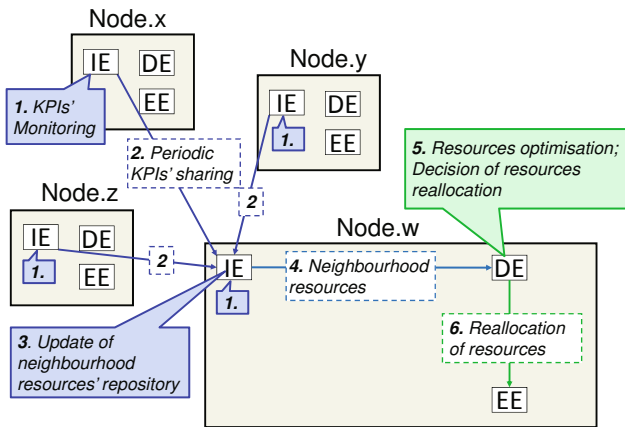 Node.x
IE DE
EE
1. KPIs'
Monitoring
Node.y
IE DE
EE
1.
2. Periodic
KPIs' sharing
2
5. Resources optimisation;
Decision of resources
reallocation
Node.z
IE DE
EE
1.
2
Node.w
IE
1.
4. Neighbourhood
resources
DE
3. Update of
neighbourhood
resources' repository
6. Reallocation
of resources
EE